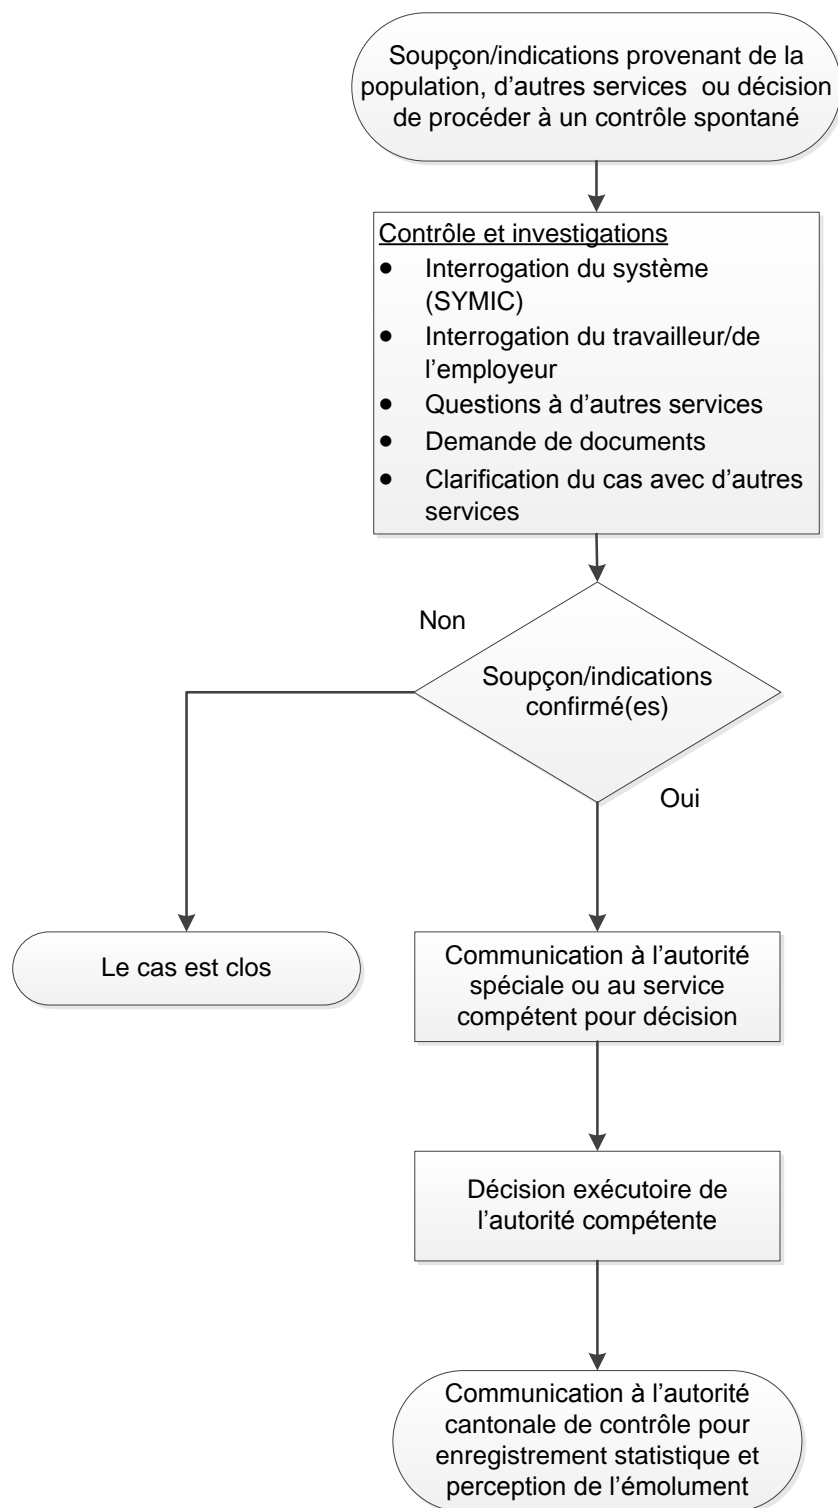 Soupçon/indications provenant de la
population, d’autres services ou décision
de procéder à un contrôle spontané
Contrôle et investigations
• Interrogation du système
(SYMIC)
• Interrogation du travailleur/de
l’employeur
• Questions à d’autres services
• Demande de documents
• Clarification du cas avec d’autres
services
Non
Soupçon/indications
confirmé(es)
Oui
Le cas est clos
Communication à l’autorité
spéciale ou au service
compétent pour décision
Décision exécutoire de
l’autorité compétente
Communication à l’autorité
cantonale de contrôle pour
enregistrement statistique et
perception de l’émolument